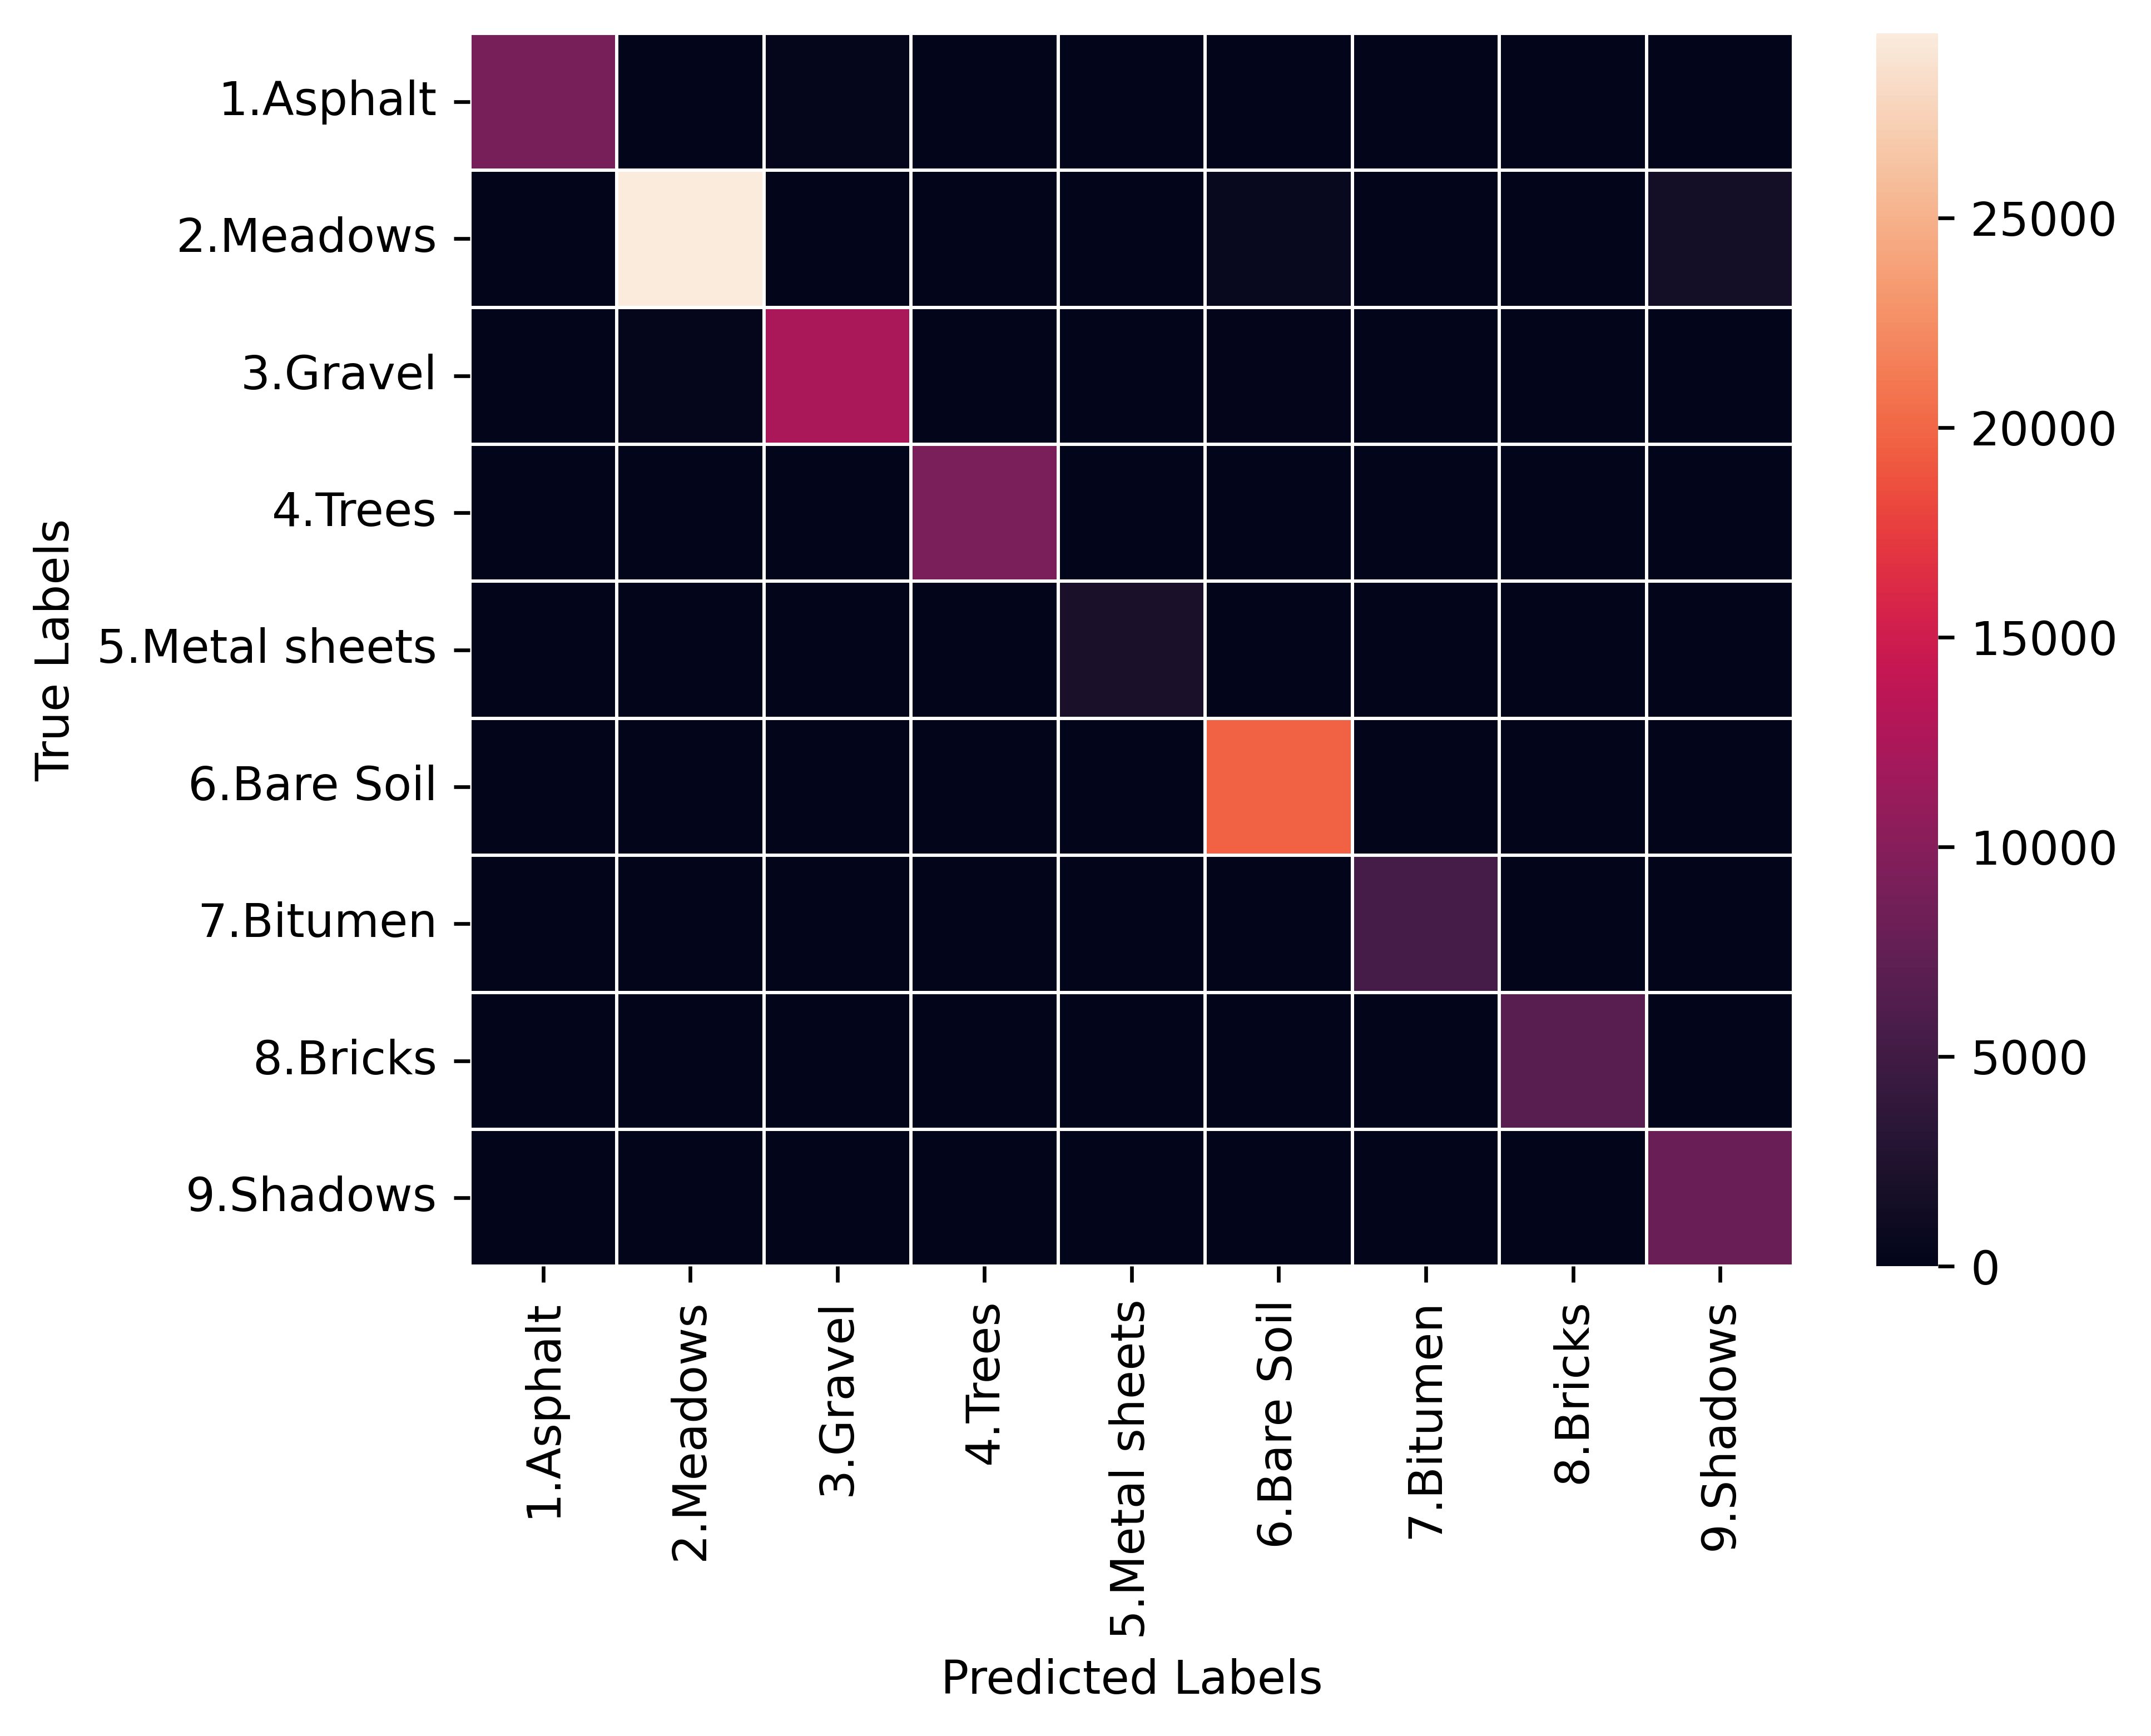 True Labels
1.Asphalt
2.Meadows
3.Gravel
4.Trees
5.Metal sheets
6.Bare Soil
7.Bitumen
8.Bricks
9.Shadows
1.Asphalt
2.Meadows
3.Gravel
4.Trees
5.Metal sheets
6.Bare Soil
7.Bitumen
8.Bricks
9.Shadows
Predicted Labels
25000
20000
15000
10000
5000
0